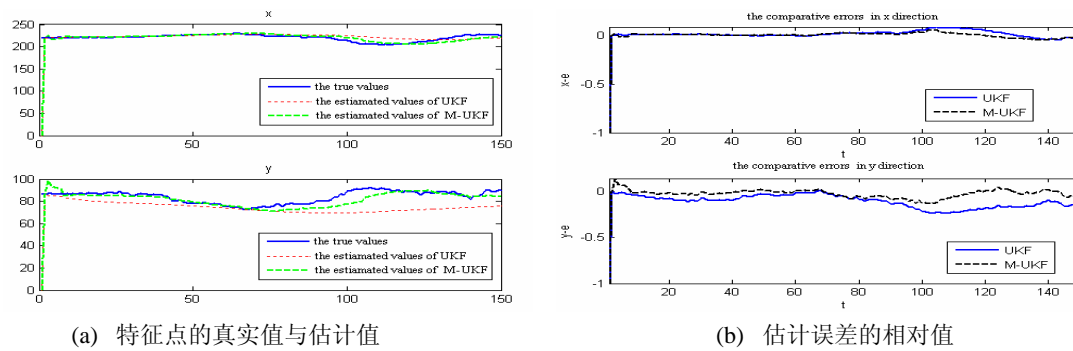 x
250
200
150
100
50
0
0 50 100 150
the true values
the estiamated values of UKF
the estiamated values of M-UKF
y
100
80
60
40
20
0
0 50 100 150
the true values
the estiamated values of UKF
the estiamated values of M-UKF
(a) 特征点的真实值与估计值
the comparative errors in x direction
0
-0.5
-1
x-e
20 40 60 80 100 120 140
t
UKF
M-UKF
the comparative errors in y direction
0
-0.5
-1
y-e
20 40 60 80 100 120 140
t
UKF
M-UKF
(b) 估计误差的相对值